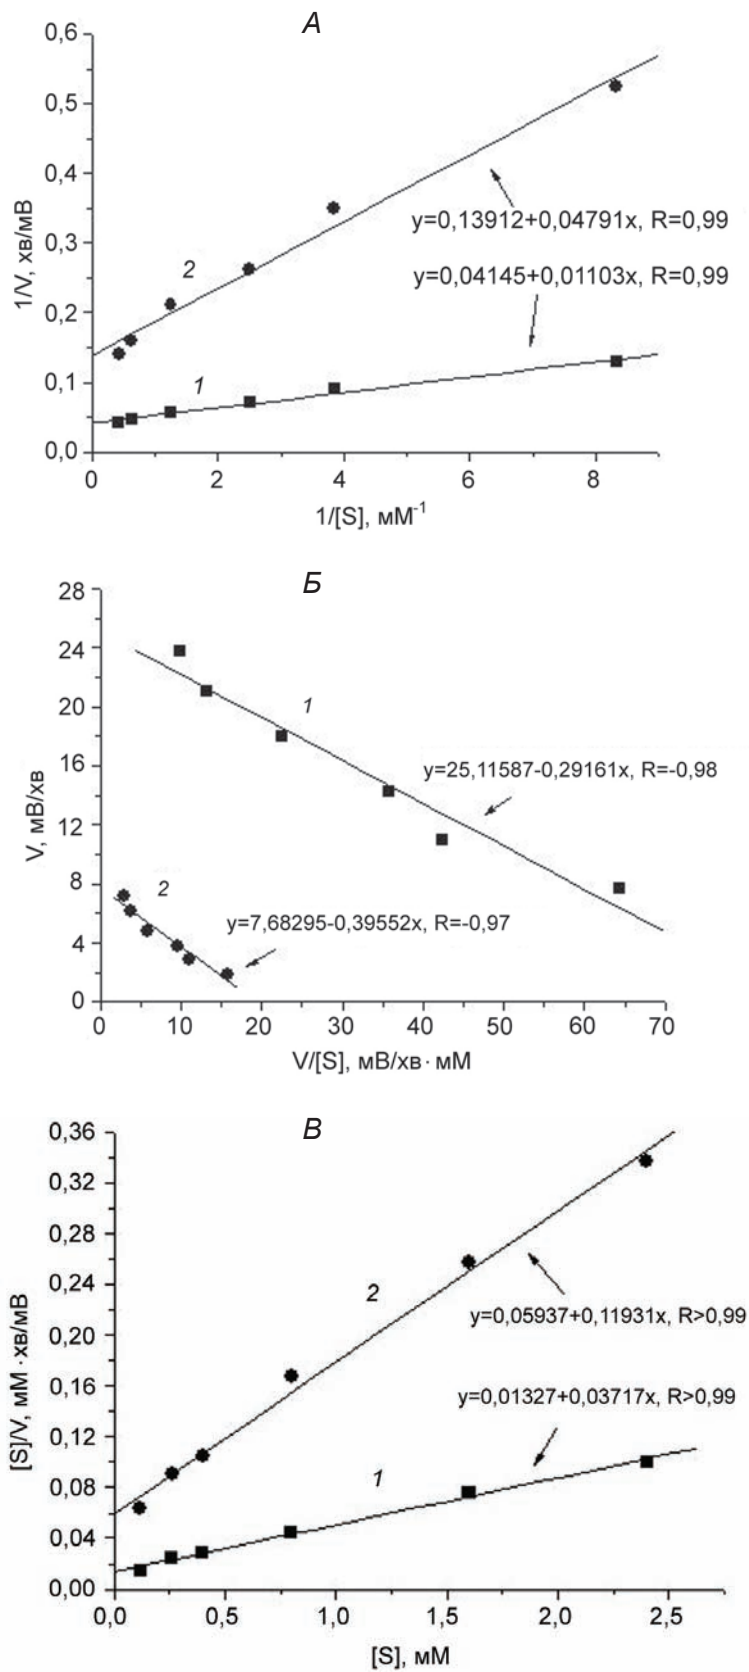 А
0,6
0,5
0,4
0,3
0,2
0,1
0,0
1/V, хв/мВ
2
y=0,13912+0,04791x, R=0,99
y=0,04145+0,01103x, R=0,99
1
0 2 4 6 8
1/[S], мМ-1
Б
28
24
20
16
12
8
4
0
V, мВ/хв
1
y=25,11587-0,29161x, R=-0,98
2
y=7,68295-0,39552x, R=-0,97
0 10 20 30 40 50 60 70
V/[S], мВ/хв· мМ
В
0,36
0,32
0,28
0,24
0,20
0,16
0,12
0,08
0,04
0,00
[S]/V, мМ ·хв/мВ
2
y=0,05937+0,11931x, R>0,99
y=0,01327+0,03717x, R>0,99
1
0,0 0,5 1,0 1,5 2,0 2,5
[S], мМ